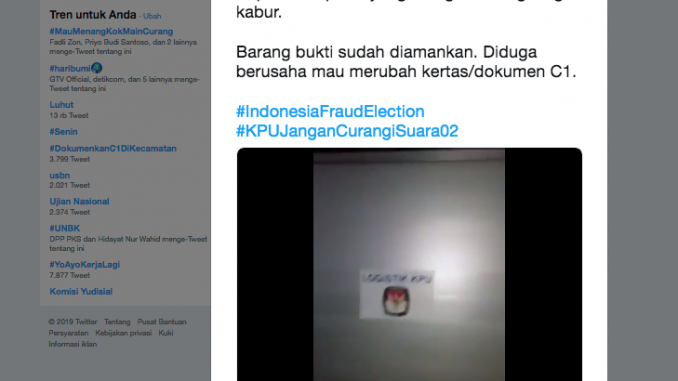 Tren untuk Anda · Ubah
#MauMenangKokMainCurang
Fadli Zon, Priyo Budi Santoso, dan 2 lainnya
menge-Tweet tentang ini
#haribumi
GTV Official, detikcom, dan 5 lainnya menge-
Tweet tentang ini
Luhut
13 rb Tweet
#Senin
#DokumenkanC1DiKecamatan
3.799 Tweet
usbn
2.021 Tweet
Ujian Nasional
2.374 Tweet
#UNBK
DPP PKS dan Hidayat Nur Wahid menge-Tweet
tentang ini
#YoAyoKerjaLagi
7.877 Tweet
Komisi Yudisial
© 2019 Twitter Tentang Pusat Bantuan
Persyaratan Kebijakan privasi Kuki
Informasi iklan
kabur.
Barang bukti sudah diamankan. Diduga
berusaha mau merubah kertas/dokumen C1.
#IndonesiaFraudElection
#KPUJanganCurangiSuara02
LOGISTIK KPU